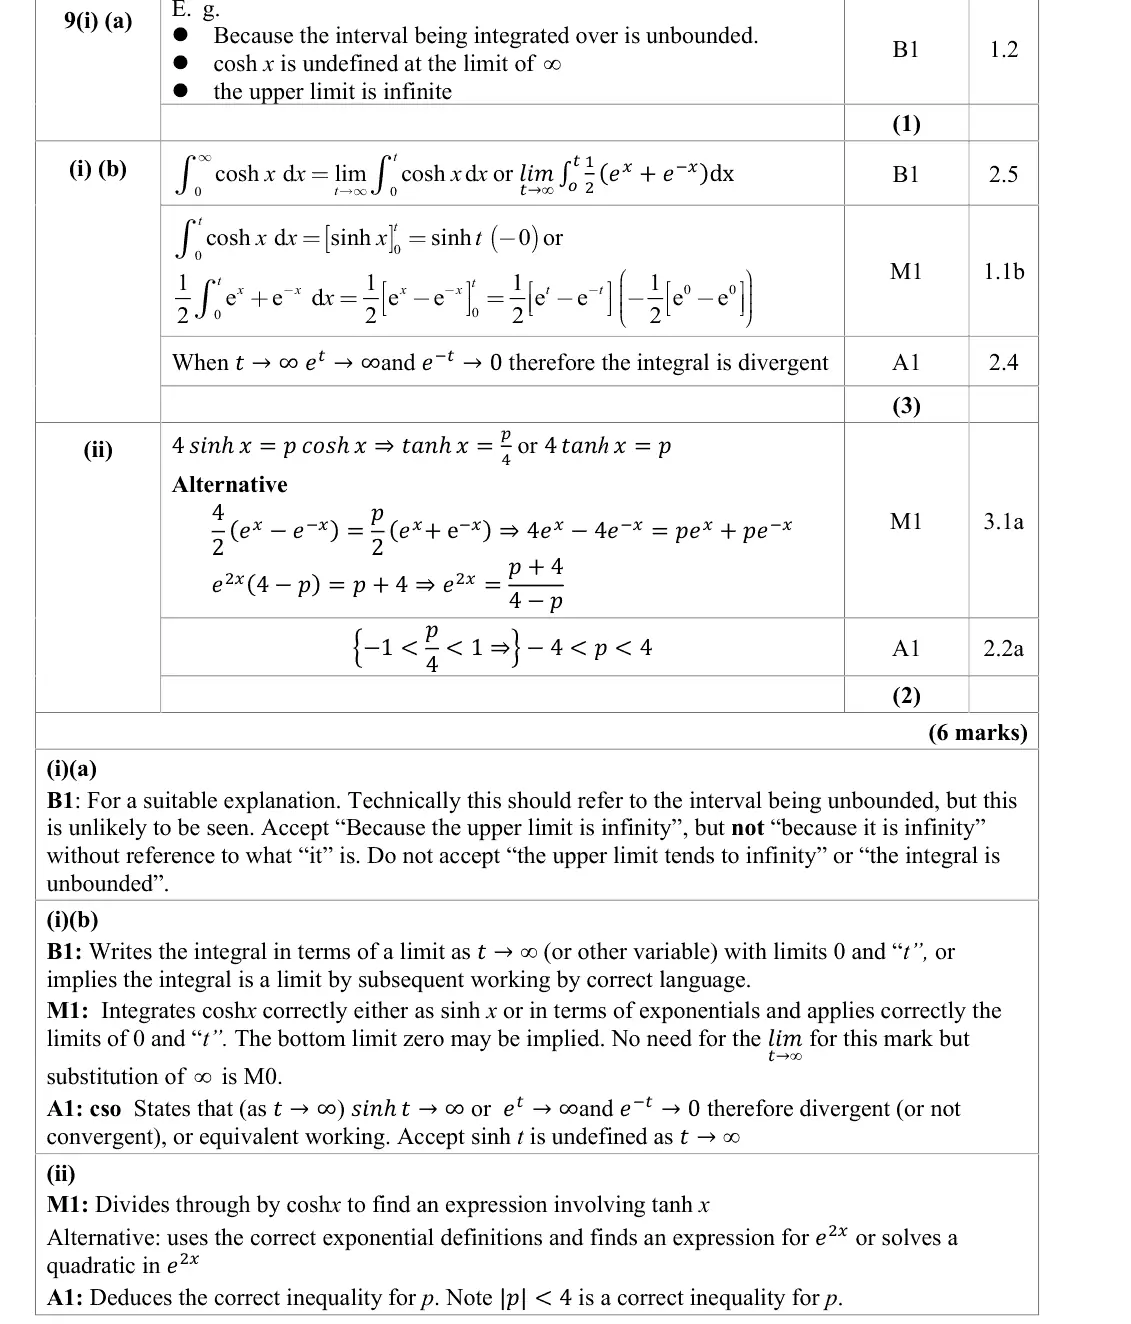 9(i) (a)
E. g.
● Because the interval being integrated over is unbounded.
● cosh x is undefined at the limit of ∞
● the upper limit is infinite
B1 1.2
(1)
(i) (b)
∫₀^∞ cosh x dx = lim_{t→∞} ∫₀^t cosh x dx or lim_{t→∞} ∫ₒ^t 1/2 (e^x + e^{−x})dx
B1 2.5
∫₀^t cosh x dx = [sinh x]₀^t = sinh t (−0) or
1/2 ∫₀^t e^x + e^{−x} dx = 1/2 [e^x − e^{−x}]₀^t = 1/2 [e^t − e^{−t}] (−1/2 [e^0 − e^0])
M1 1.1b
When t → ∞ e^t → ∞and e^{−t} → 0 therefore the integral is divergent
A1 2.4
(3)
(ii)
4 sinh x = p cosh x ⇒ tanh x = p/4 or 4 tanh x = p
Alternative
4/2 (e^x − e^{−x}) = p/2 (e^x + e^{−x}) ⇒ 4e^x − 4e^{−x} = pe^x + pe^{−x}
e^{2x}(4 − p) = p + 4 ⇒ e^{2x} = (p + 4)/(4 − p)
M1 3.1a
{−1 < p/4 < 1 ⇒} − 4 < p < 4
A1 2.2a
(2)
(6 marks)
(i)(a)
B1: For a suitable explanation. Technically this should refer to the interval being unbounded, but this
is unlikely to be seen. Accept “Because the upper limit is infinity”, but not “because it is infinity”
without reference to what “it” is. Do not accept “the upper limit tends to infinity” or “the integral is
unbounded”.
(i)(b)
B1: Writes the integral in terms of a limit as t → ∞ (or other variable) with limits 0 and “t”, or
implies the integral is a limit by subsequent working by correct language.
M1: Integrates coshx correctly either as sinh x or in terms of exponentials and applies correctly the
limits of 0 and “t”. The bottom limit zero may be implied. No need for the lim_{t→∞} for this mark but
substitution of ∞ is M0.
A1: cso States that (as t → ∞) sinh t → ∞ or e^t → ∞and e^{−t} → 0 therefore divergent (or not
convergent), or equivalent working. Accept sinh t is undefined as t → ∞
(ii)
M1: Divides through by coshx to find an expression involving tanh x
Alternative: uses the correct exponential definitions and finds an expression for e^{2x} or solves a
quadratic in e^{2x}
A1: Deduces the correct inequality for p. Note |p| < 4 is a correct inequality for p.